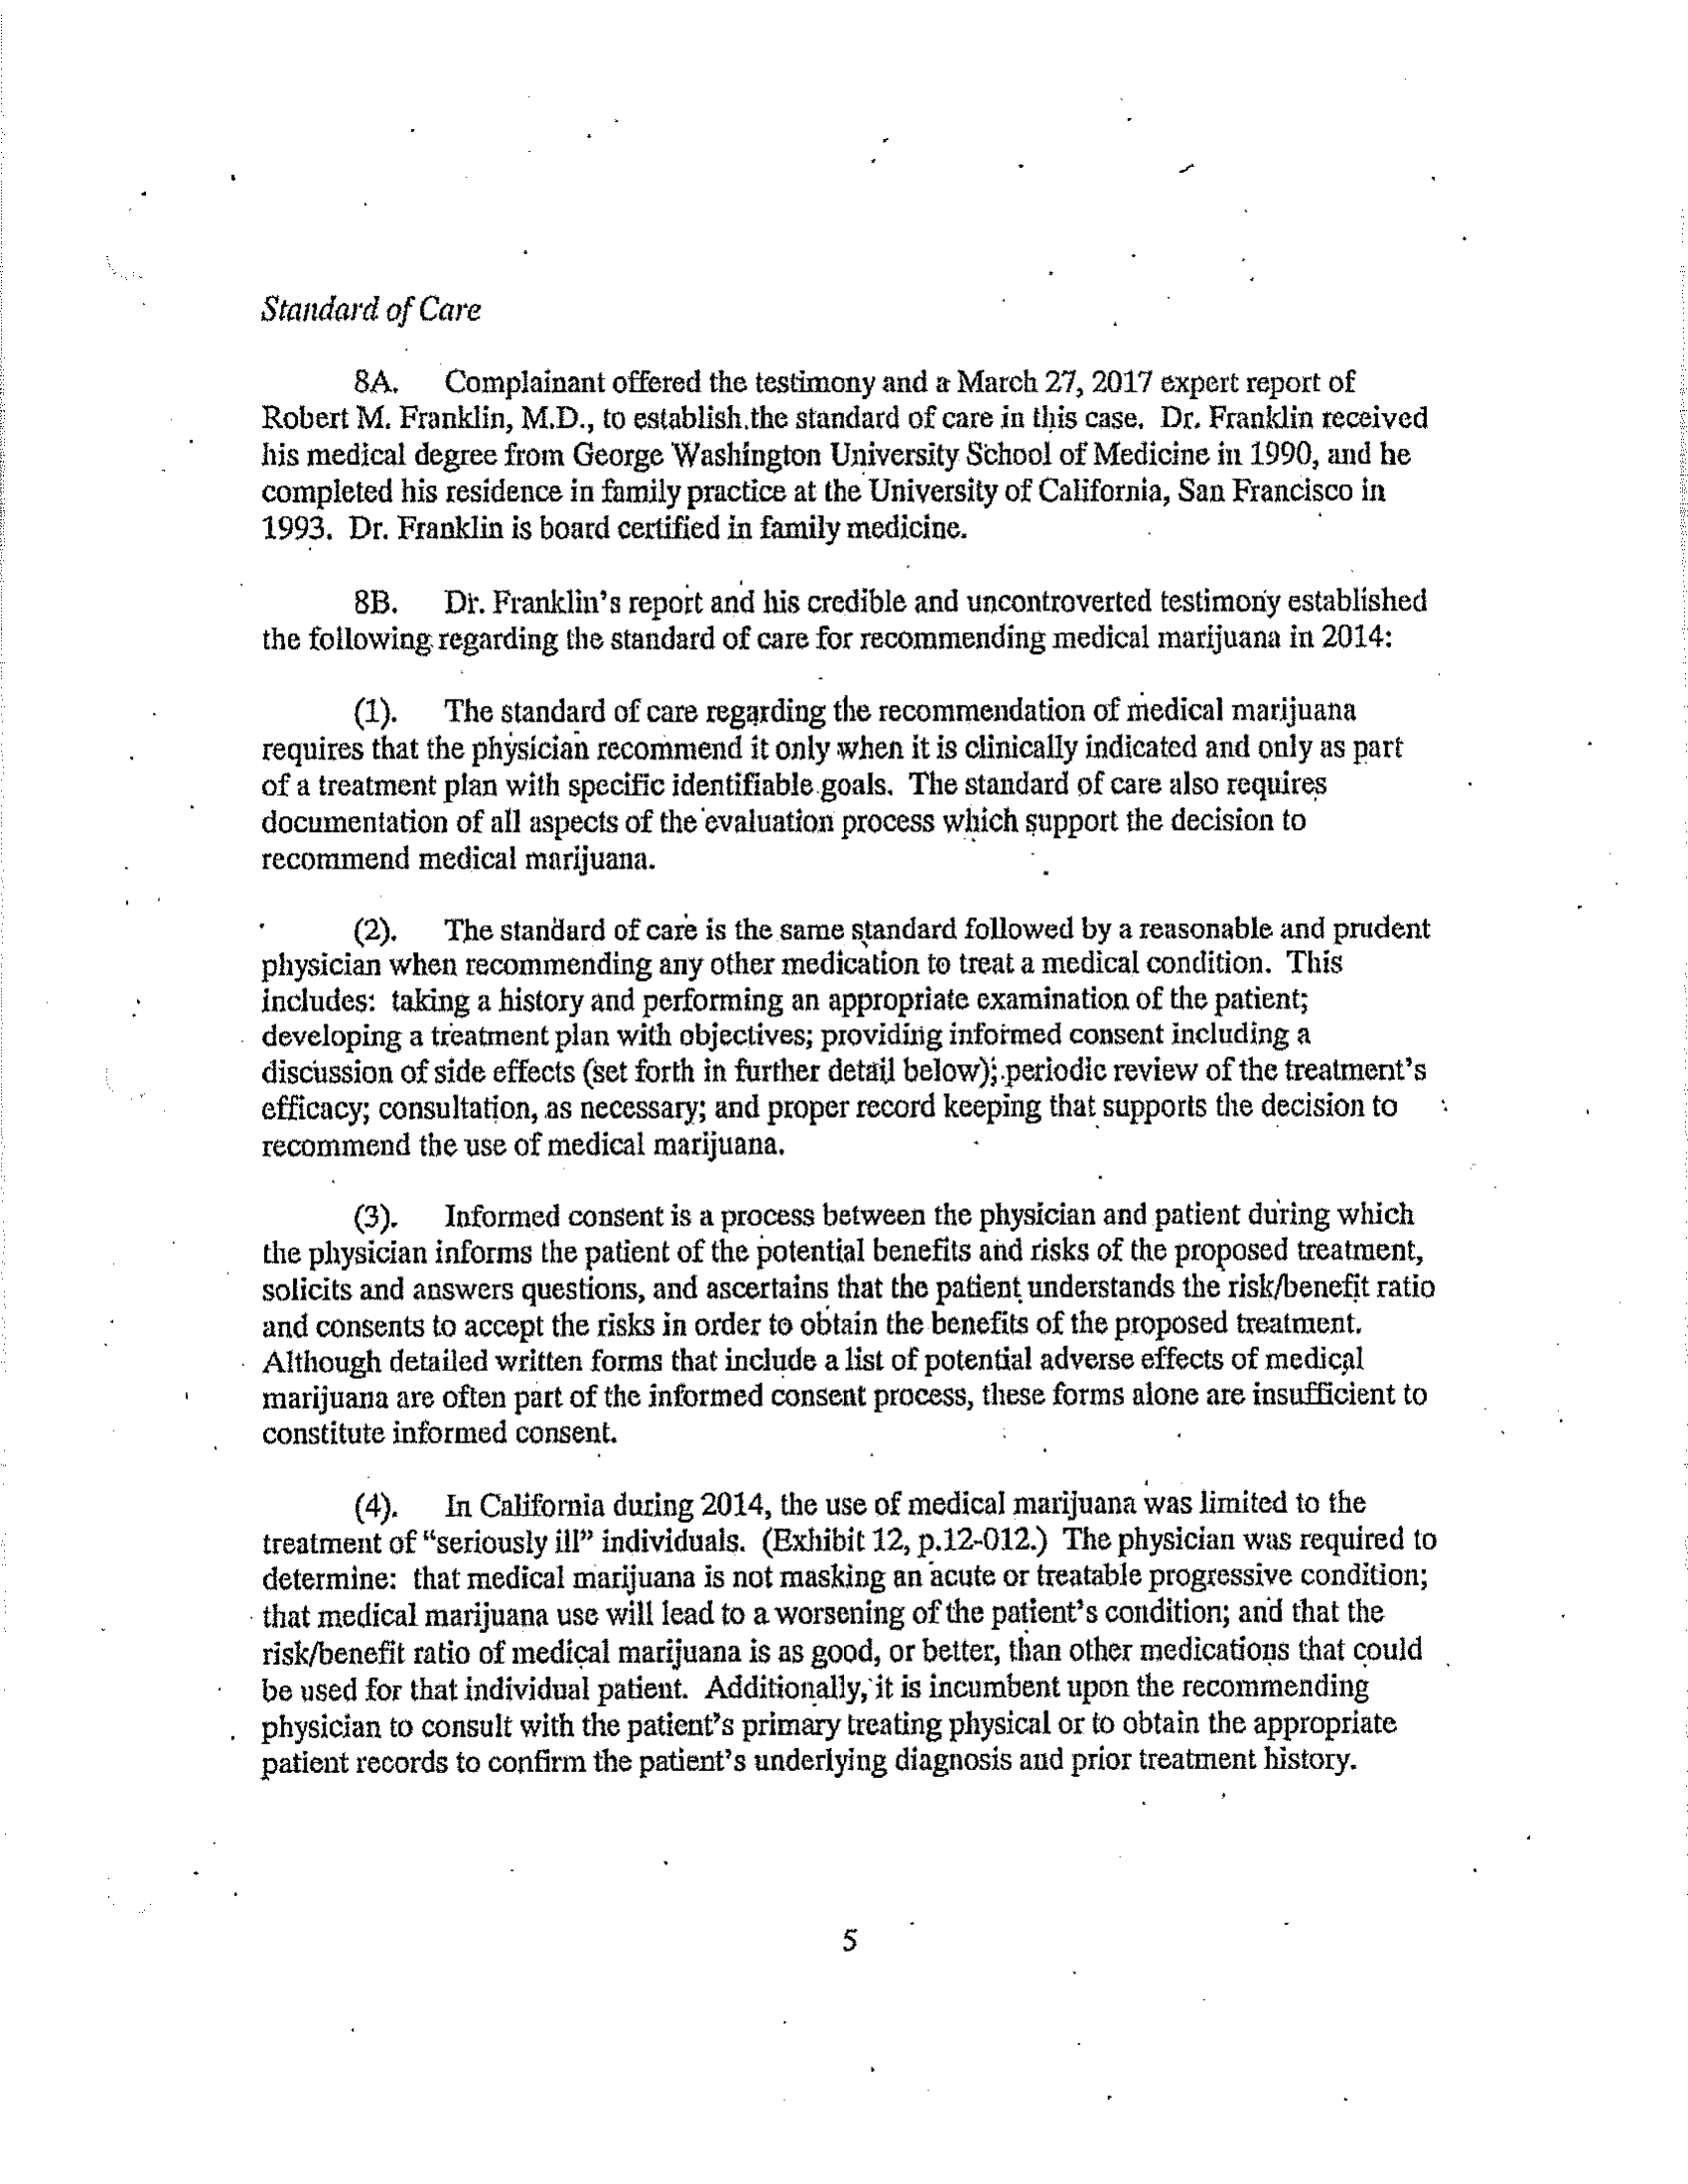 Standard of Care
8A. Complainant offered the testimony and a March 27, 2017 expert report of
Robert M. Franklin, M.D., to establish the standard of care in this case. Dr. Franklin received
his medical degree from George Washington University School of Medicine in 1990, and he
completed his residence in family practice at the University of California, San Francisco in
1993. Dr. Franklin is board certified in family medicine.
8B. Dr. Franklin's report and his credible and uncontroverted testimony established
the following regarding the standard of care for recommending medical marijuana in 2014:
(1). The standard of care regarding the recommendation of medical marijuana
requires that the physician recommend it only when it is clinically indicated and only as part
of a treatment plan with specific identifiable goals. The standard of care also requires
documentation of all aspects of the evaluation process which support the decision to
recommend medical marijuana.
(2). The standard of care is the same standard followed by a reasonable and prudent
physician when recommending any other medication to treat a medical condition. This
includes: taking a history and performing an appropriate examination of the patient;
developing a treatment plan with objectives; providing informed consent including a
discussion of side effects (set forth in further detail below); periodic review of the treatment's
efficacy; consultation, as necessary; and proper record keeping that supports the decision to
recommend the use of medical marijuana.
(3). Informed consent is a process between the physician and patient during which
the physician informs the patient of the potential benefits and risks of the proposed treatment,
solicits and answers questions, and ascertains that the patient understands the risk/benefit ratio
and consents to accept the risks in order to obtain the benefits of the proposed treatment.
Although detailed written forms that include a list of potential adverse effects of medical
marijuana are often part of the informed consent process, these forms alone are insufficient to
constitute informed consent.
(4). In California during 2014, the use of medical marijuana was limited to the
treatment of "seriously ill" individuals. (Exhibit 12, p.12-012.) The physician was required to
determine: that medical marijuana is not masking an acute or treatable progressive condition;
that medical marijuana use will lead to a worsening of the patient's condition; and that the
risk/benefit ratio of medical marijuana is as good, or better, than other medications that could
be used for that individual patient. Additionally, it is incumbent upon the recommending
physician to consult with the patient's primary treating physical or to obtain the appropriate
patient records to confirm the patient's underlying diagnosis and prior treatment history.
5